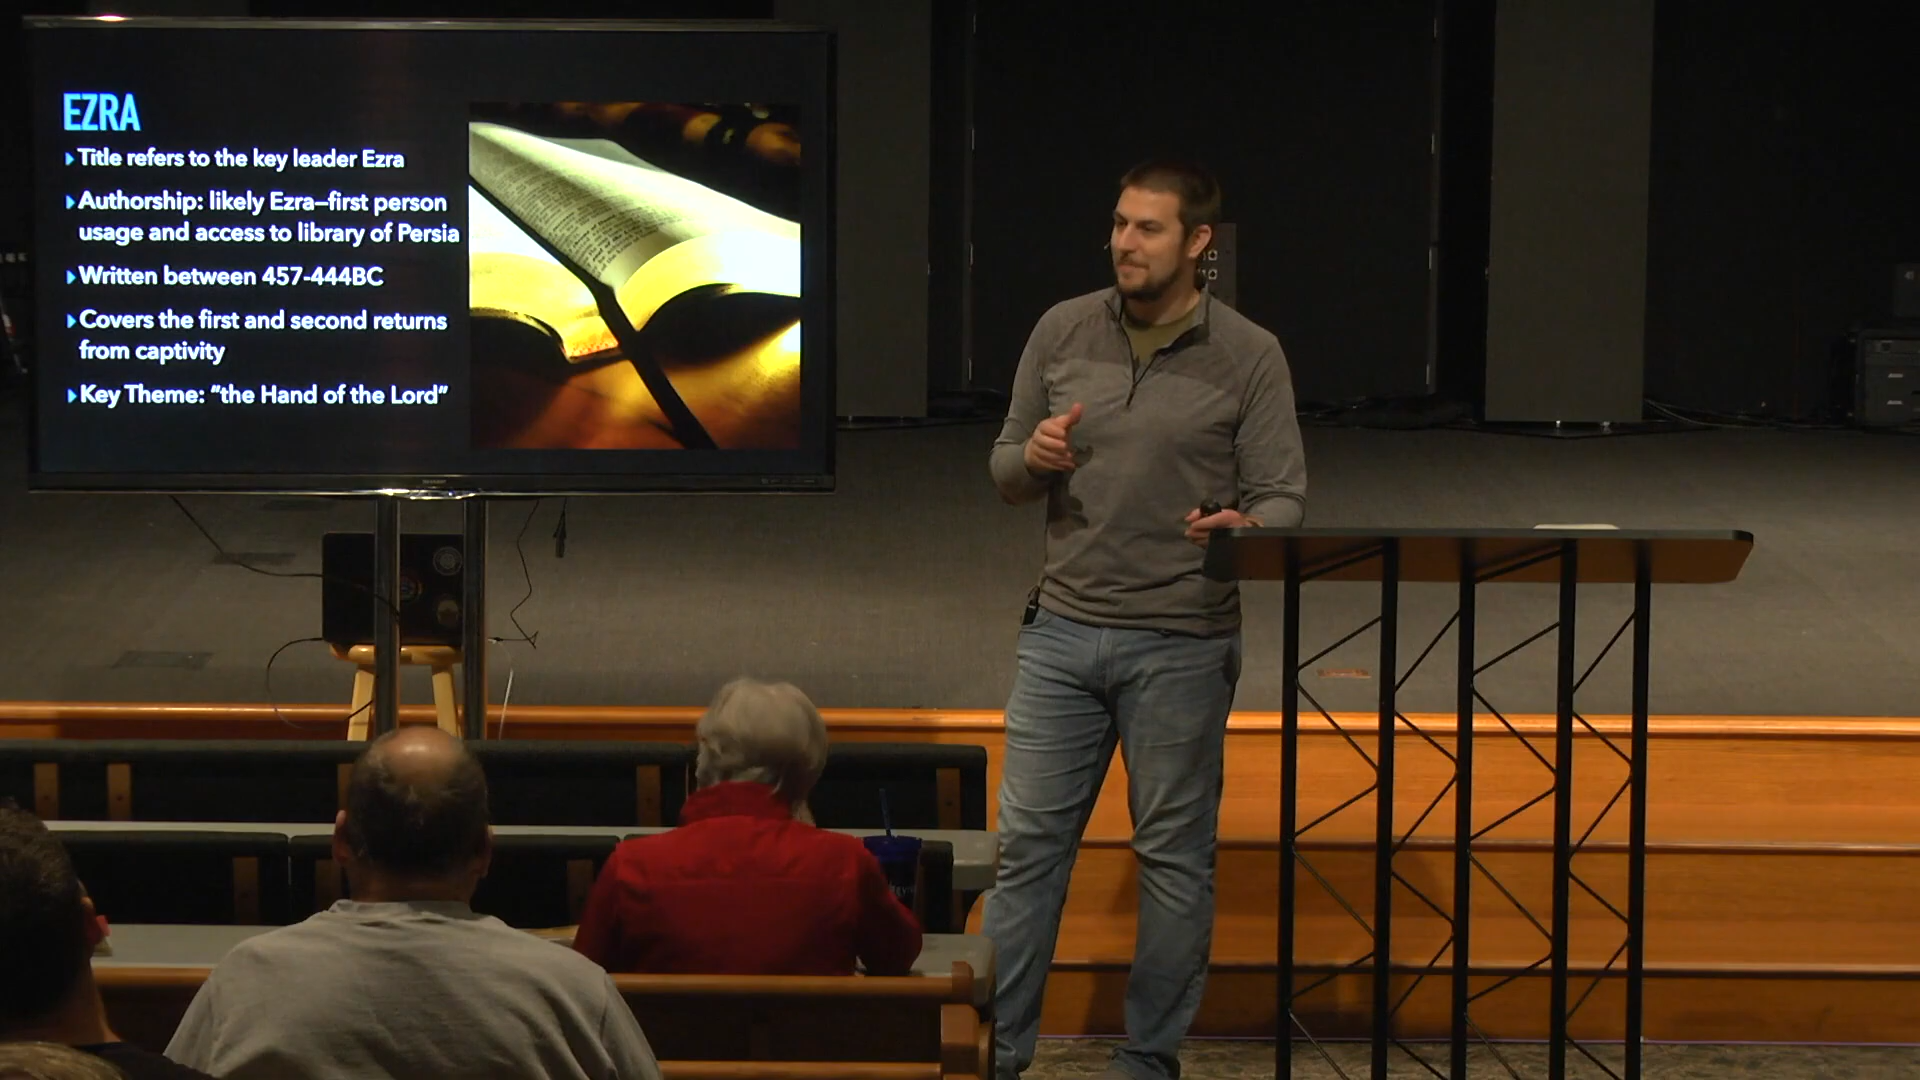 EZRA
Title refers to the key leader Ezra
Authorship: likely Ezra–first person
usage and access to library of Persia
Written between 457-444BC
Covers the first and second returns
from captivity
Key Theme: "the Hand of the Lord"
SHARP